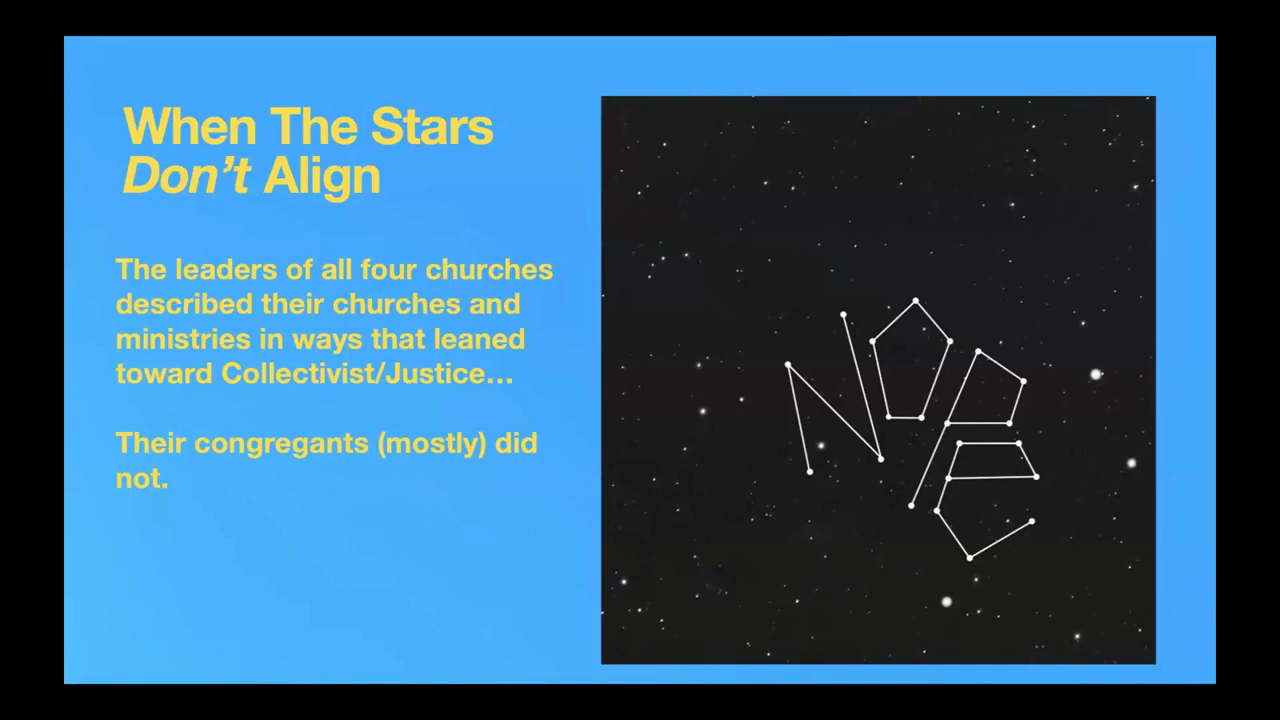 When The Stars
Don’t Align
The leaders of all four churches
described their churches and
ministries in ways that leaned
toward Collectivist/Justice...
Their congregants (mostly) did
not.
NOPE